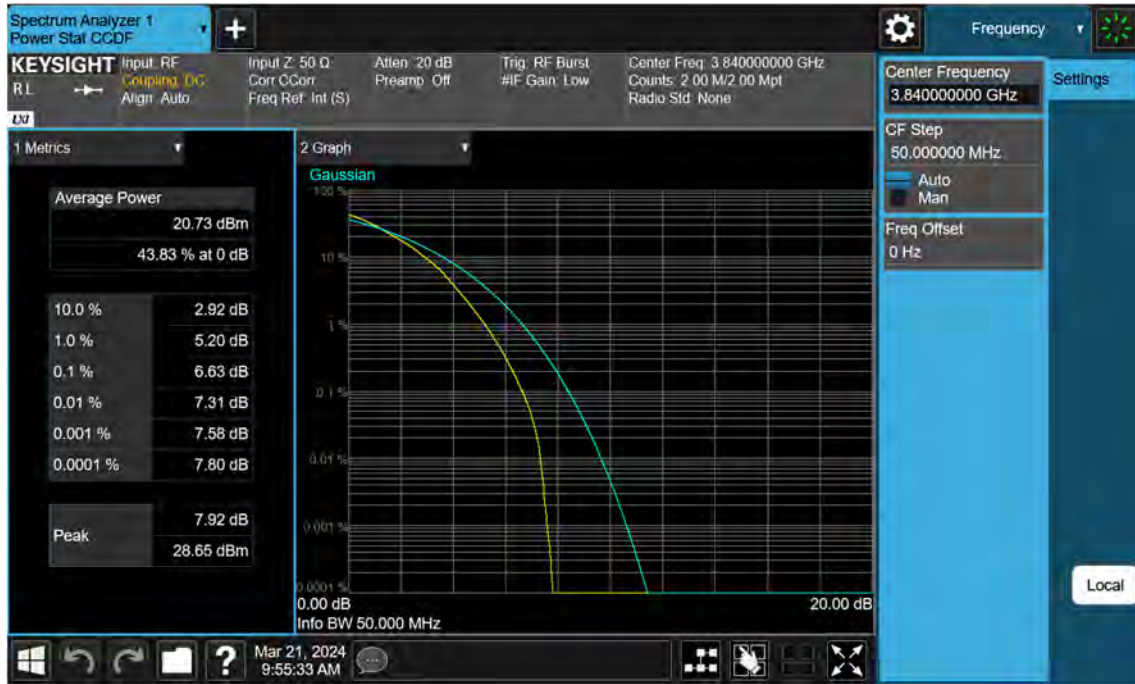 Spectrum Analyzer 1
Power Stat CCDF
Frequency
KEYSIGHT
RL
LXI
Input: RF
Coupling: DC
Align: Auto
Input Z: 50 Ω
Corr CCorr
Freq Ref: Int (S)
Atten: 20 dB
Preamp: Off
Trig: RF Burst
#IF Gain: Low
Center Freq: 3.840000000 GHz
Counts: 2.00 M/2.00 Mpt
Radio Std: None
Center Frequency
3.840000000 GHz
Settings
CF Step
50.000000 MHz
Auto
Man
Freq Offset
0 Hz
1 Metrics
Average Power
20.73 dBm
43.83 % at 0 dB
10.0 % 2.92 dB
1.0 % 5.20 dB
0.1 % 6.63 dB
0.01 % 7.31 dB
0.001 % 7.58 dB
0.0001 % 7.80 dB
Peak
7.92 dB
28.65 dBm
2 Graph
Gaussian
100 %
10 %
1 %
0.1 %
0.01 %
0.001 %
0.0001 %
0.00 dB 20.00 dB
Info BW 50.000 MHz
Local
?
Mar 21, 2024
9:55:33 AM